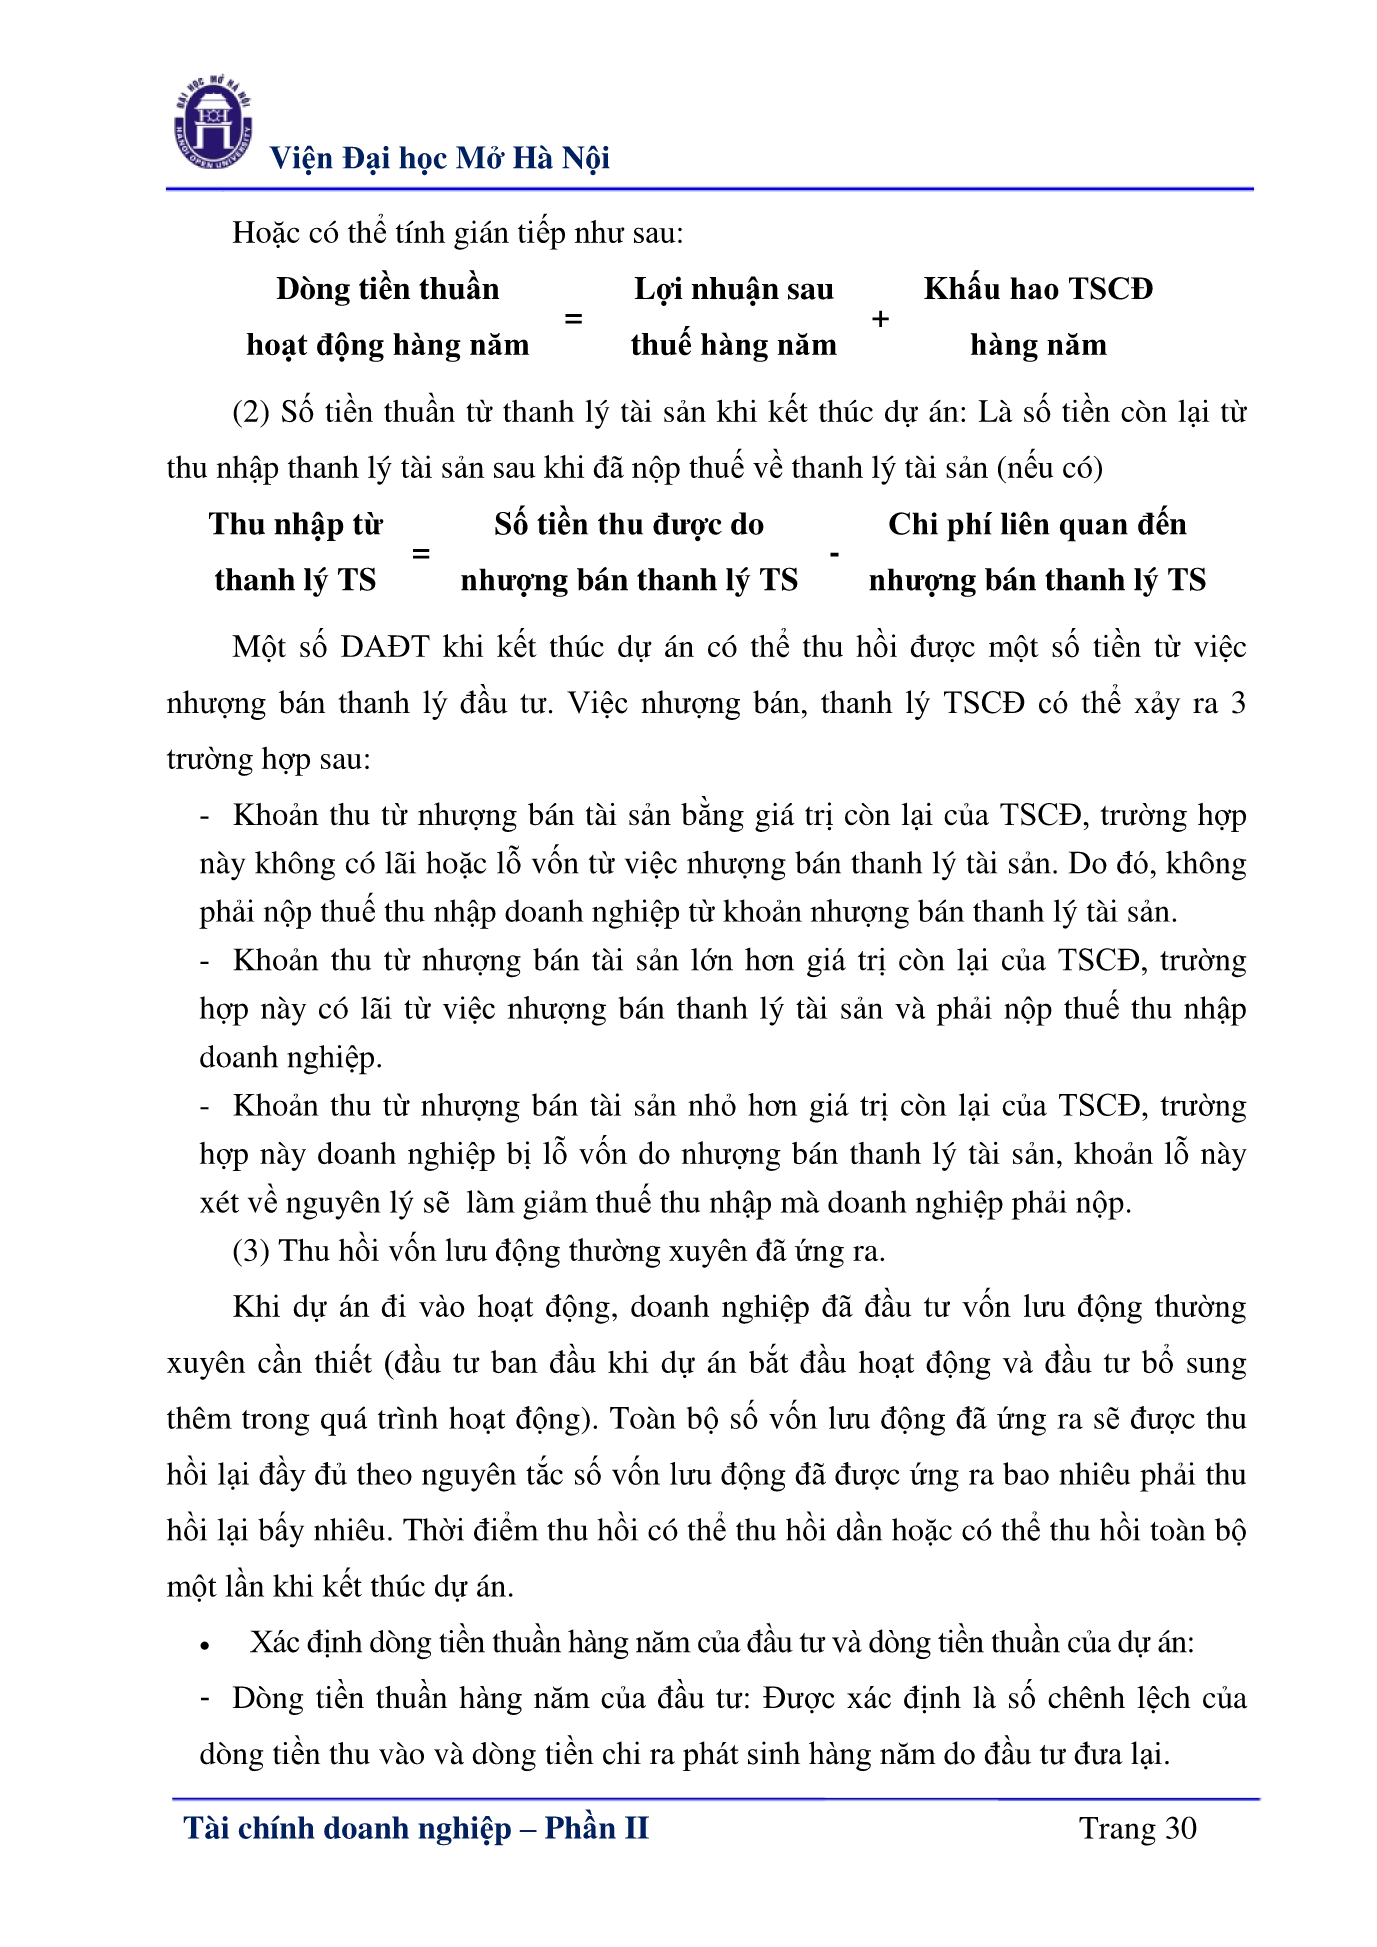 ĐẠI HỌC MỞ HÀ NỘI
HANOI OPEN UNIVERSITY
Viện Đại học Mở Hà Nội
Hoặc có thể tính gián tiếp như sau:
Dòng tiền thuần
hoạt động hàng năm
=
Lợi nhuận sau
thuế hàng năm
+
Khấu hao TSCĐ
hàng năm
(2) Số tiền thuần từ thanh lý tài sản khi kết thúc dự án: Là số tiền còn lại từ
thu nhập thanh lý tài sản sau khi đã nộp thuế về thanh lý tài sản (nếu có)
Thu nhập từ
thanh lý TS
=
Số tiền thu được do
nhượng bán thanh lý TS
-
Chi phí liên quan đến
nhượng bán thanh lý TS
Một số DAĐT khi kết thúc dự án có thể thu hồi được một số tiền từ việc
nhượng bán thanh lý đầu tư. Việc nhượng bán, thanh lý TSCĐ có thể xảy ra 3
trường hợp sau:
- Khoản thu từ nhượng bán tài sản bằng giá trị còn lại của TSCĐ, trường hợp
này không có lãi hoặc lỗ vốn từ việc nhượng bán thanh lý tài sản. Do đó, không
phải nộp thuế thu nhập doanh nghiệp từ khoản nhượng bán thanh lý tài sản.
- Khoản thu từ nhượng bán tài sản lớn hơn giá trị còn lại của TSCĐ, trường
hợp này có lãi từ việc nhượng bán thanh lý tài sản và phải nộp thuế thu nhập
doanh nghiệp.
- Khoản thu từ nhượng bán tài sản nhỏ hơn giá trị còn lại của TSCĐ, trường
hợp này doanh nghiệp bị lỗ vốn do nhượng bán thanh lý tài sản, khoản lỗ này
xét về nguyên lý sẽ làm giảm thuế thu nhập mà doanh nghiệp phải nộp.
(3) Thu hồi vốn lưu động thường xuyên đã ứng ra.
Khi dự án đi vào hoạt động, doanh nghiệp đã đầu tư vốn lưu động thường
xuyên cần thiết (đầu tư ban đầu khi dự án bắt đầu hoạt động và đầu tư bổ sung
thêm trong quá trình hoạt động). Toàn bộ số vốn lưu động đã ứng ra sẽ được thu
hồi lại đầy đủ theo nguyên tắc số vốn lưu động đã được ứng ra bao nhiêu phải thu
hồi lại bấy nhiêu. Thời điểm thu hồi có thể thu hồi dần hoặc có thể thu hồi toàn bộ
một lần khi kết thúc dự án.
• Xác định dòng tiền thuần hàng năm của đầu tư và dòng tiền thuần của dự án:
- Dòng tiền thuần hàng năm của đầu tư: Được xác định là số chênh lệch của
dòng tiền thu vào và dòng tiền chi ra phát sinh hàng năm do đầu tư đưa lại.
Tài chính doanh nghiệp – Phần II
Trang 30